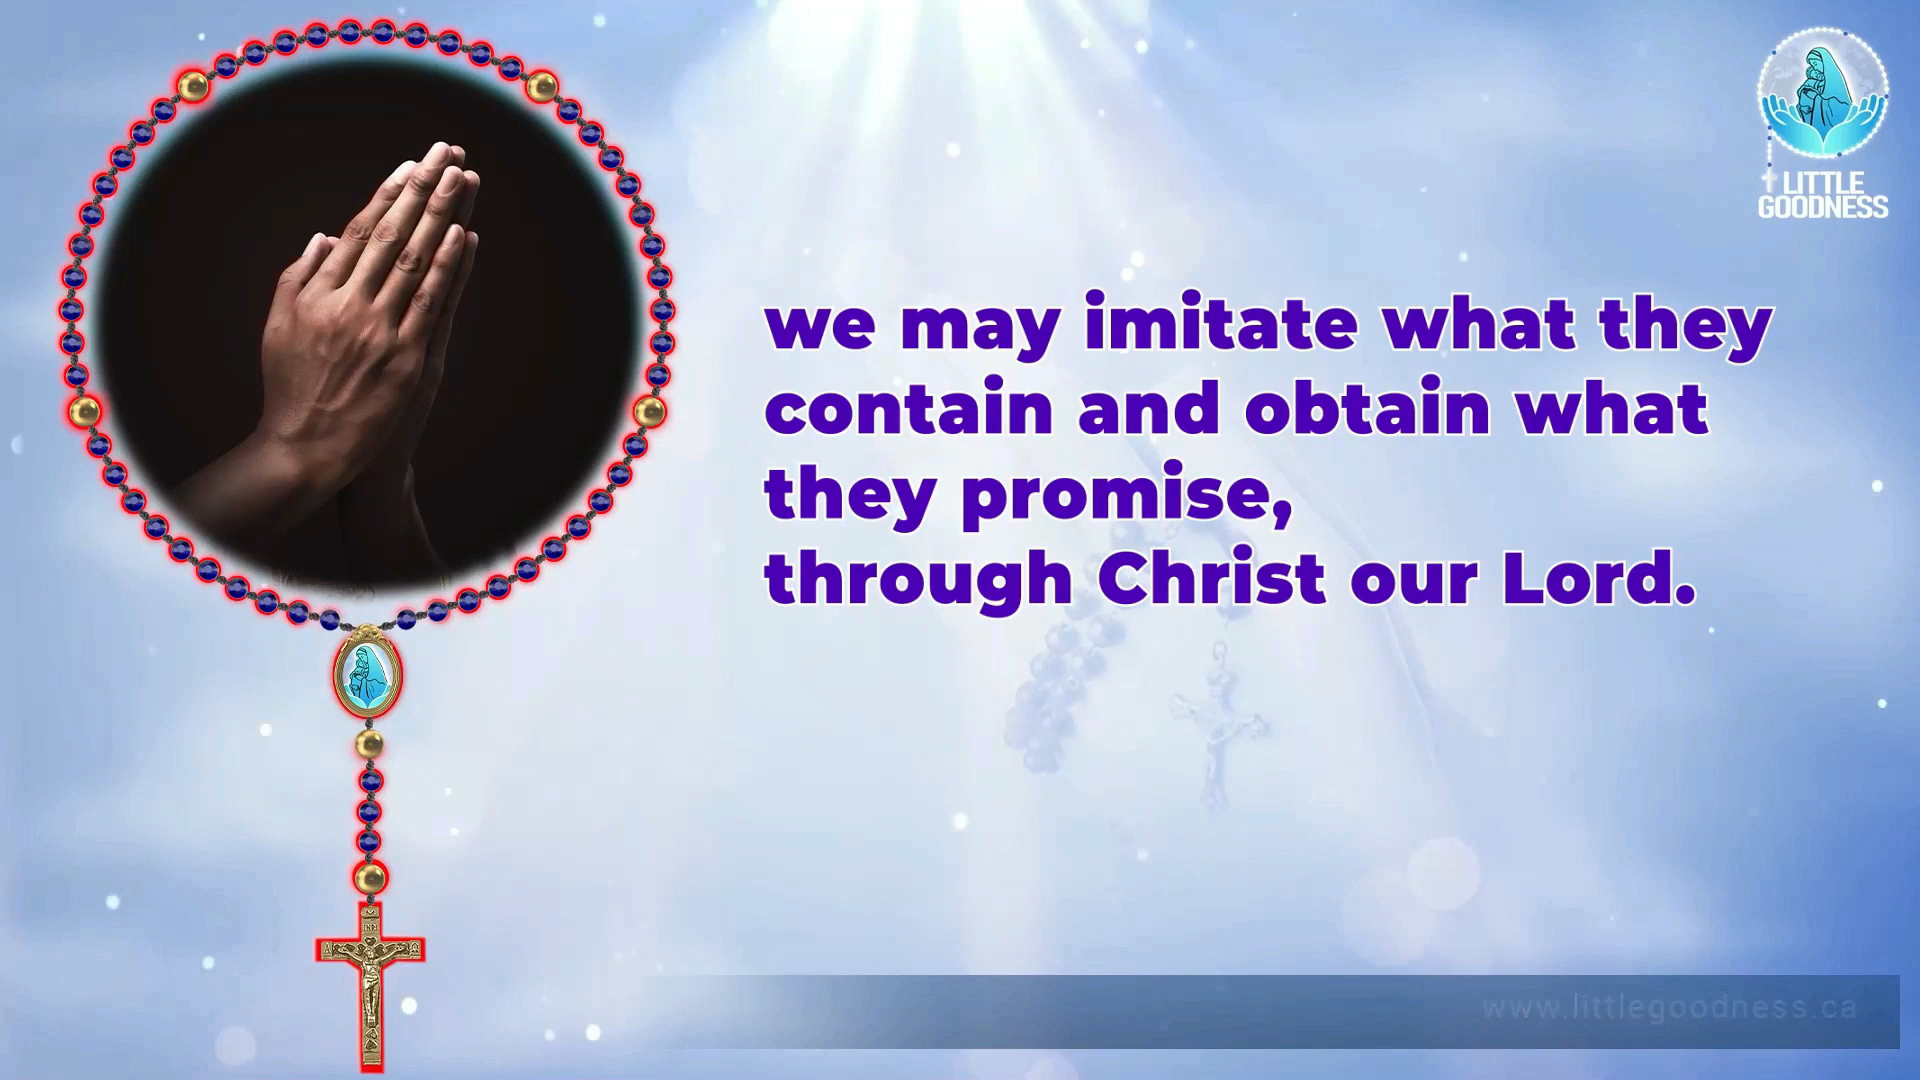 LITTLE
GOODNESS
we may imitate what they
contain and obtain what
they promise,
through Christ our Lord.
INRI
www.littlegoodness.ca